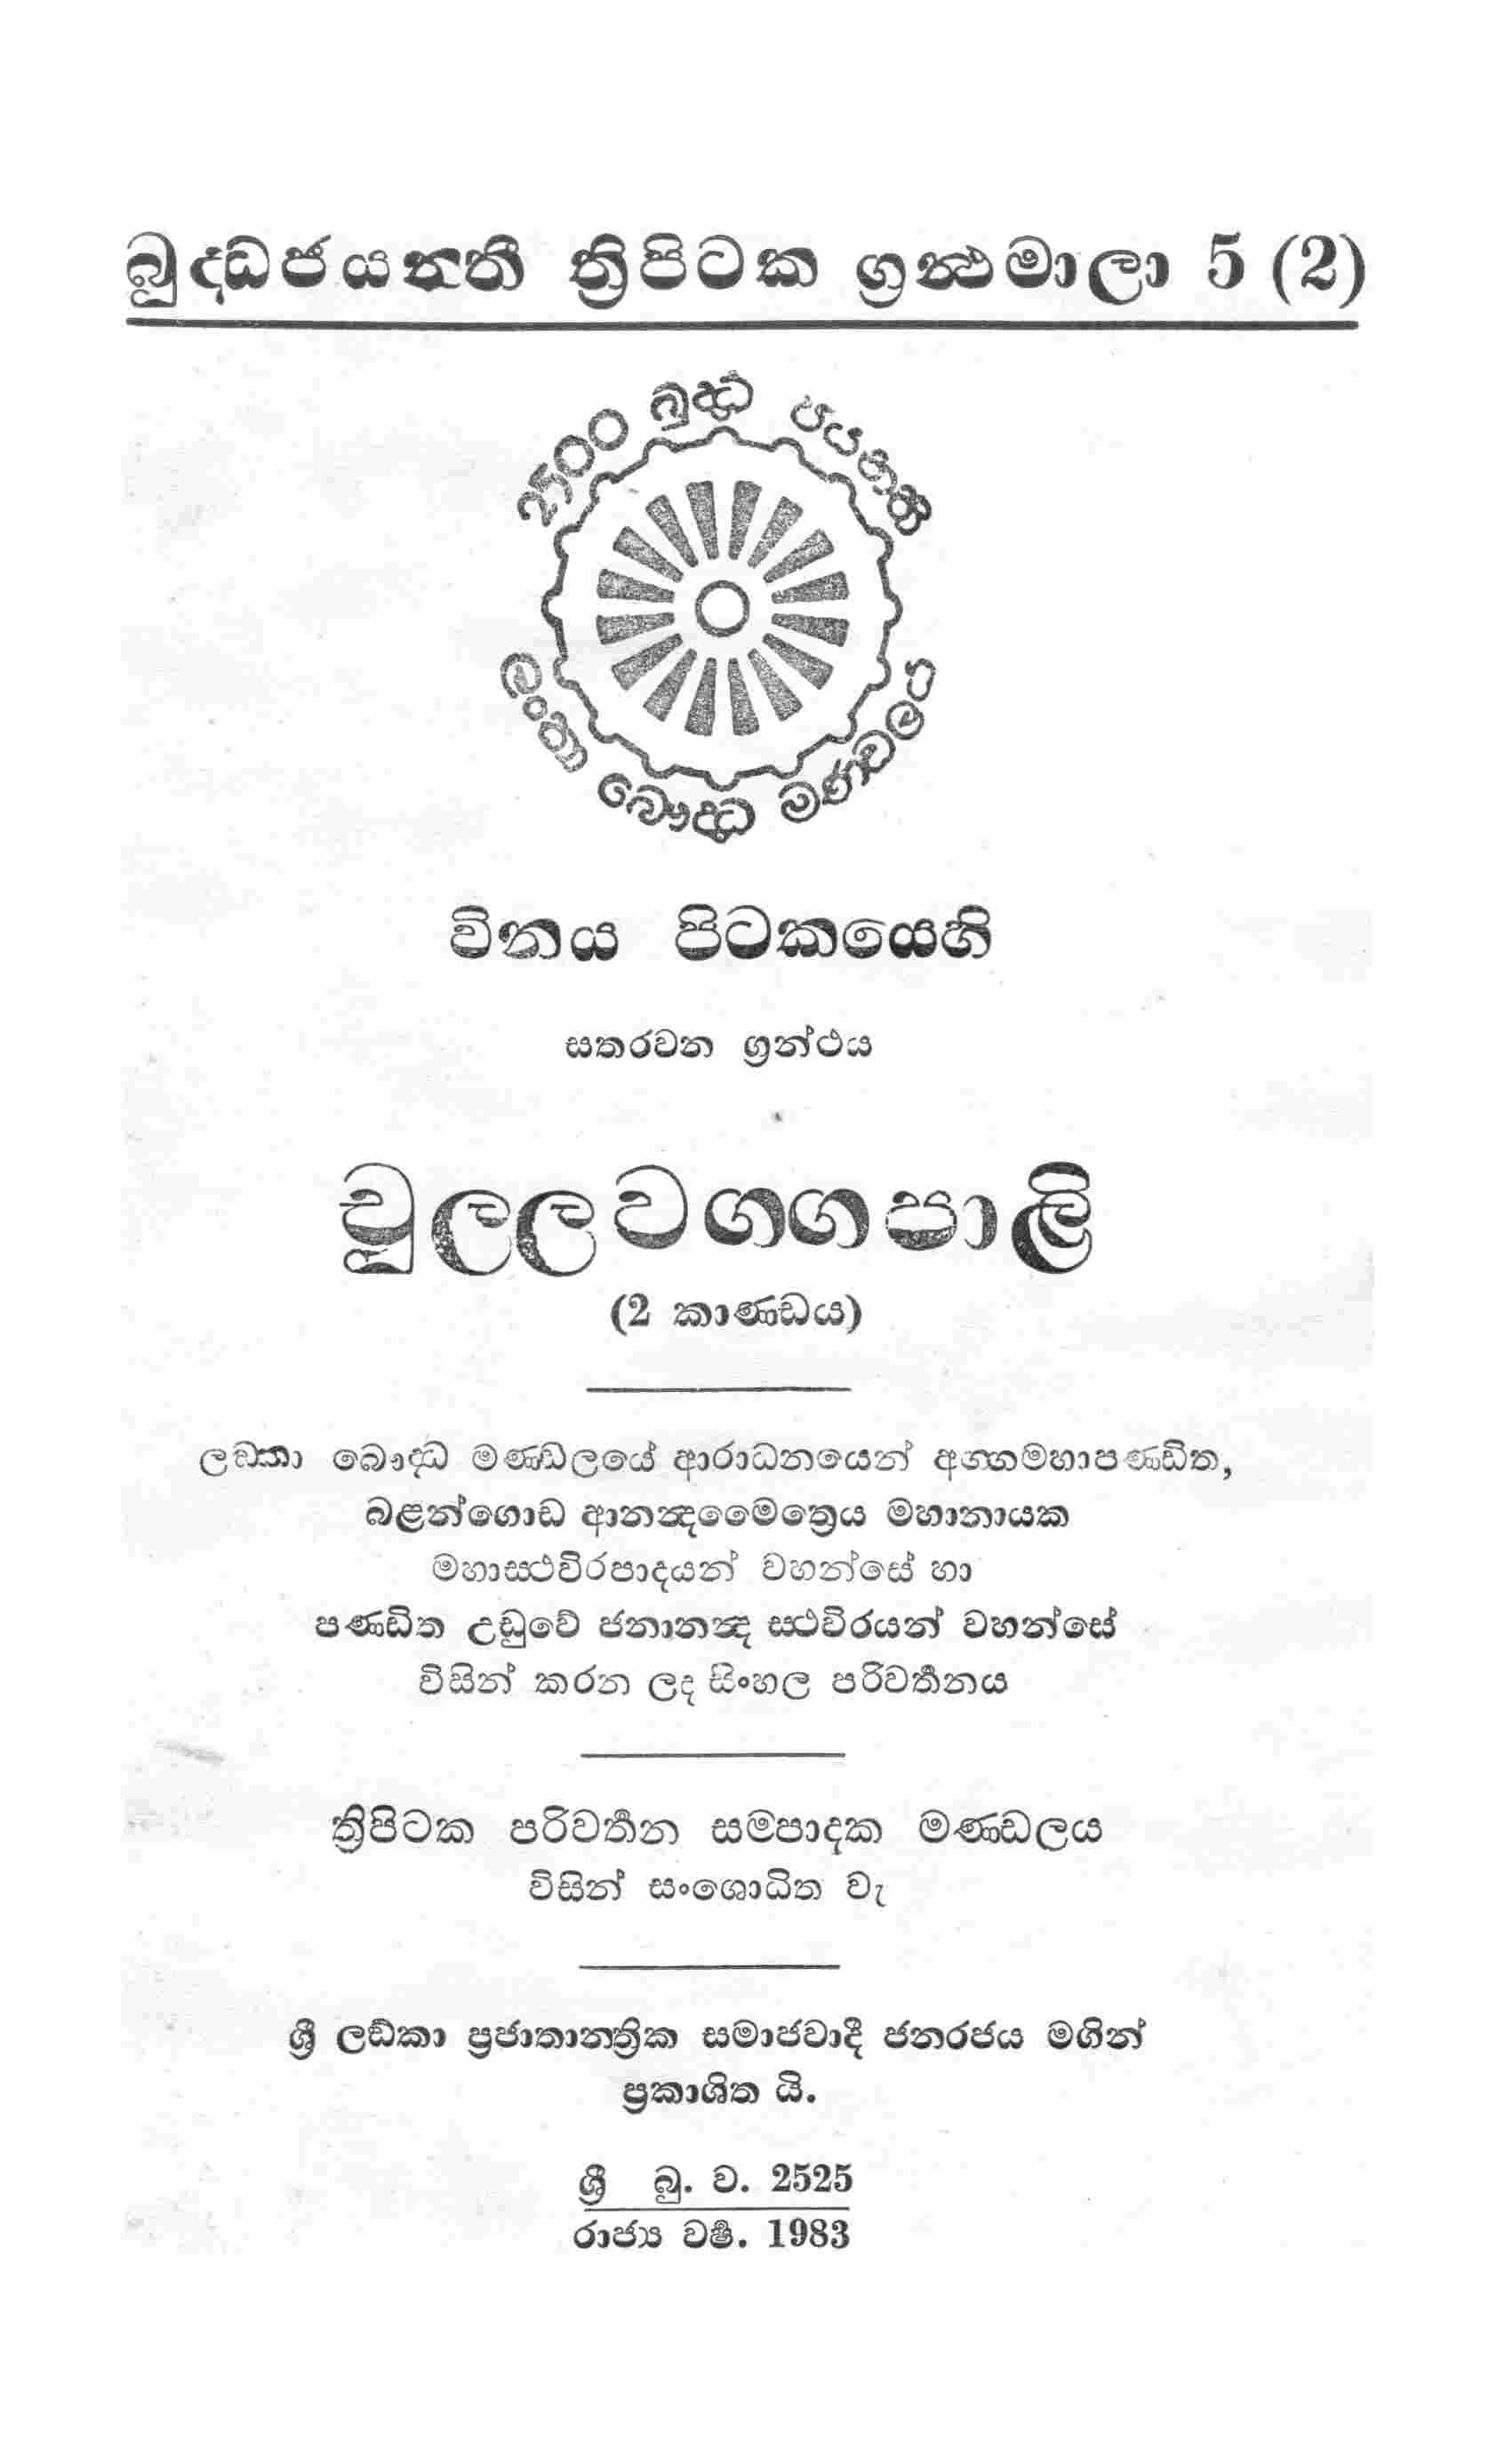 බුද්ධජයන්තී ත්‍රිපිටක ග්‍රන්ථමාලා 5 (2)
2500 බුද්ධ ජයන්ති
ලංකා බෞද්ධ මණ්ඩලය
විනය පිටකයෙහි
සතරවන ග්‍රන්ථය
චූල්ලවග්ගපාලි
(2 කාණ්ඩය)
ලඞ්කා බෞද්ධ මණ්ඩලයේ ආරාධනයෙන් අග්ගමහාපණ්ඩිත,
බළන්ගොඩ ආනන්දමෛත්‍රෙය මහානායක
මහාස්ථවිරපාදයන් වහන්සේ හා
පණ්ඩිත උඩුවේ ජනානන්ද ස්ථවිරයන් වහන්සේ
විසින් කරන ලද සිංහල පරිවර්තනය
ත්‍රිපිටක පරිවර්තන සම්පාදක මණ්ඩලය
විසින් සංශොධිත වැ
ශ්‍රී ලඞ්කා ප්‍රජාතාන්ත්‍රික සමාජවාදී ජනරජය මගින්
ප්‍රකාශිත යි.
ශ්‍රී බු. ව. 2525
රාජ්‍ය වර්ෂ. 1983